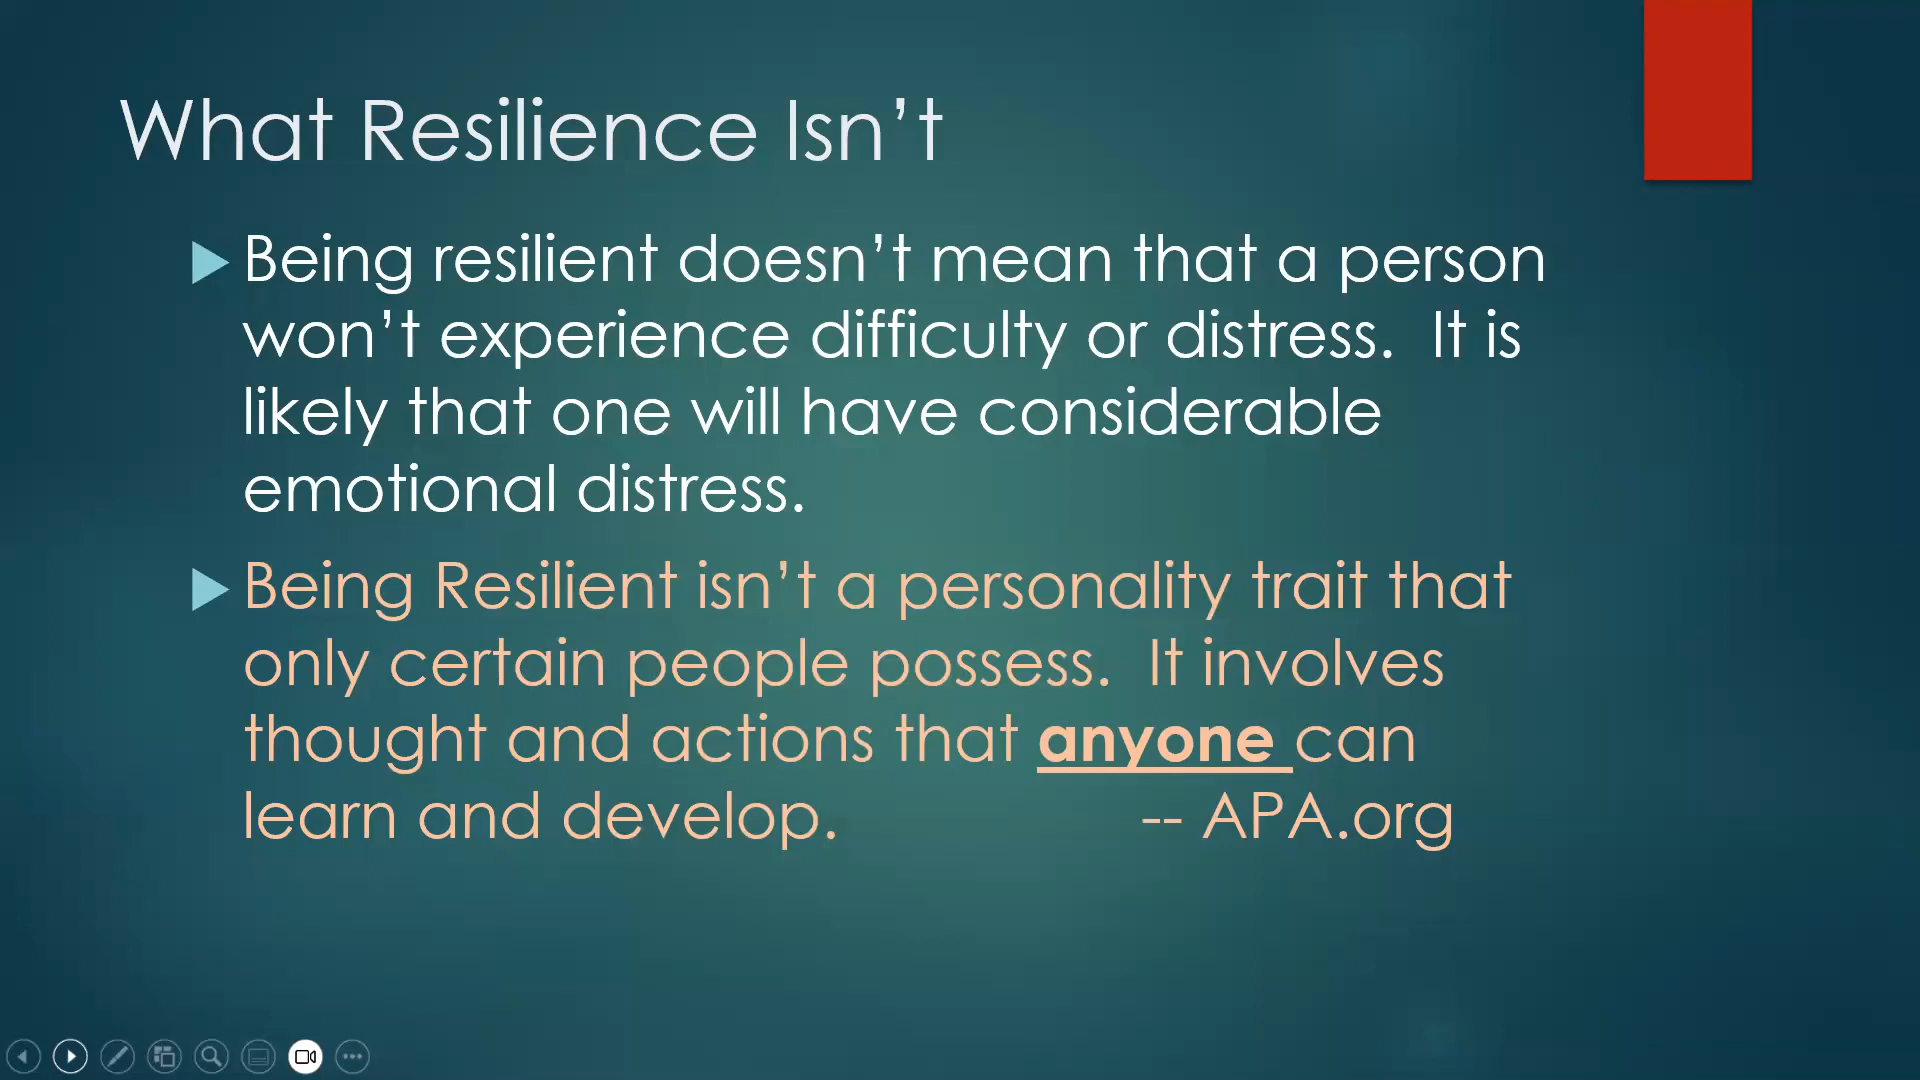 What Resilience Isn’t
Being resilient doesn’t mean that a person
won’t experience difficulty or distress.  It is
likely that one will have considerable
emotional distress.
Being Resilient isn’t a personality trait that
only certain people possess.  It involves
thought and actions that anyone can
learn and develop. -- APA.org